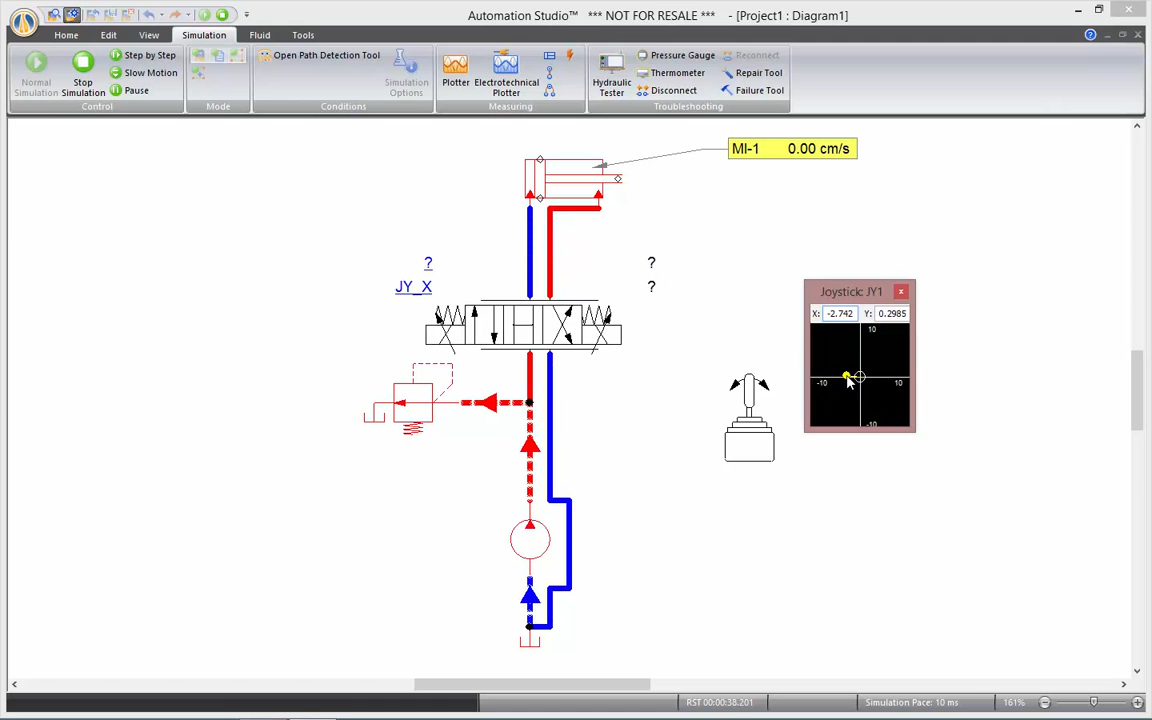 Automation Studio™ *** NOT FOR RESALE *** - [Project1 : Diagram1]
Home Edit View Simulation Fluid Tools
Normal Simulation
Stop Simulation
Step by Step
Slow Motion
Pause
Control
Mode
Open Path Detection Tool
Simulation Options
Conditions
Plotter
Electrotechnical Plotter
Measuring
Hydraulic Tester
Pressure Gauge
Thermometer
Disconnect
Reconnect
Repair Tool
Failure Tool
Troubleshooting
MI-1 0.00 cm/s
? ?
JY_X ?
Joystick: JY1 x
X: -2.742 Y: 0.2985
10
-10 10
-10
RST 00:00:38.201 Simulation Pace: 10 ms 161%